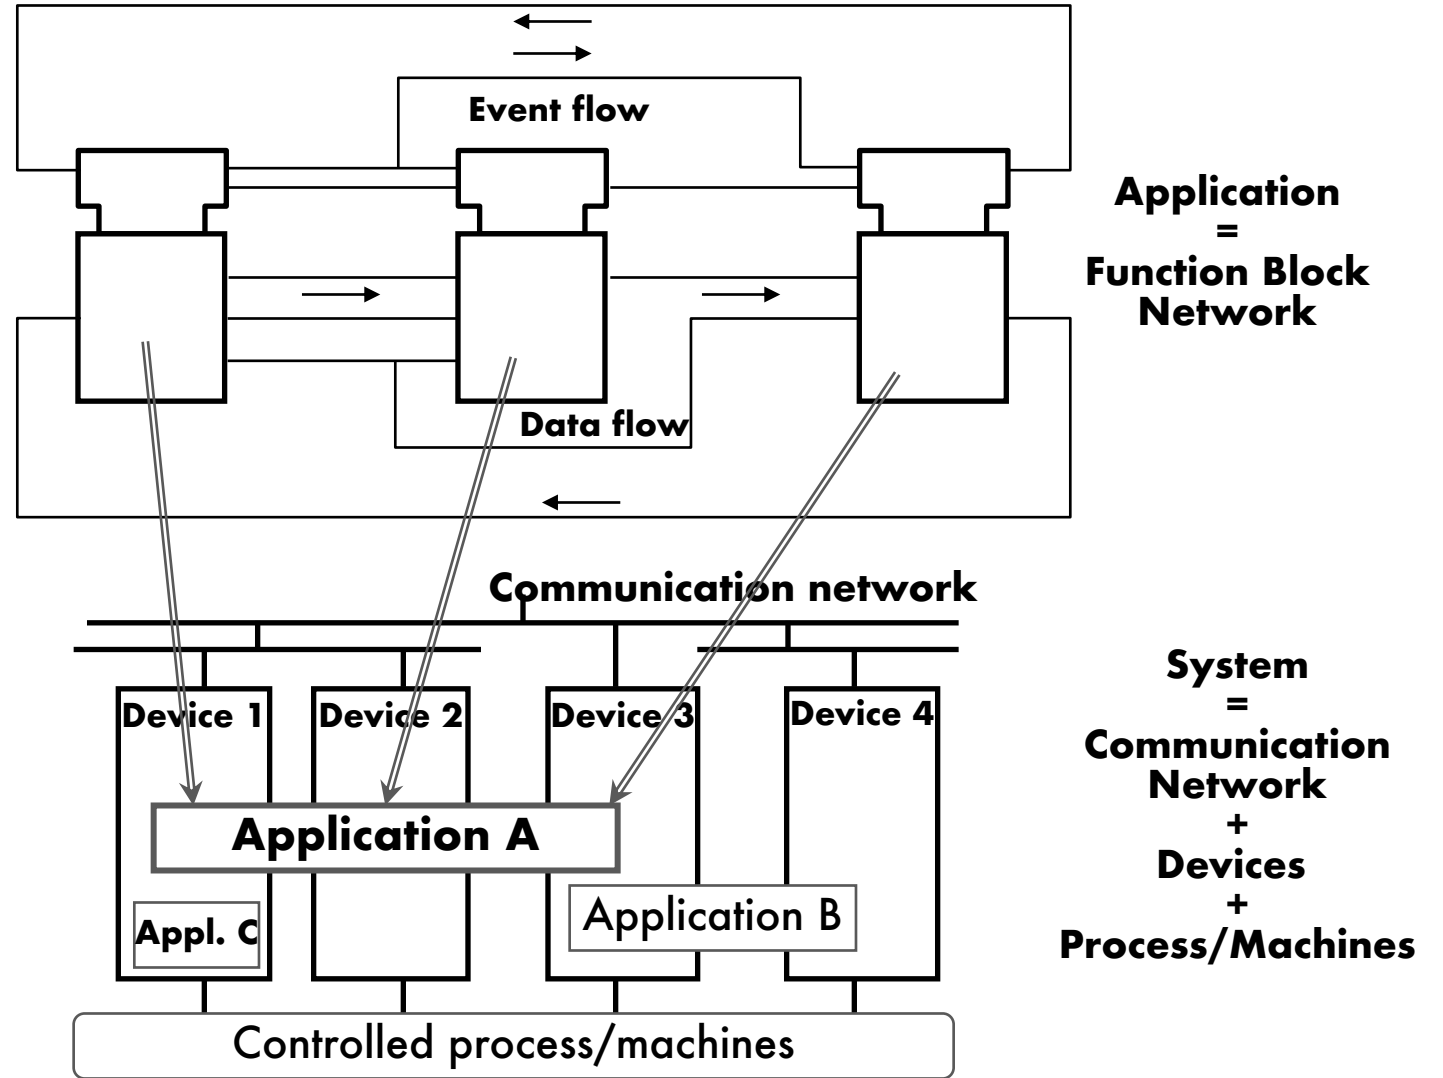 Event flow
Application
=
Function Block
Network
Data flow
Communication network
Device 1
Device 2
Device 3
Device 4
System
=
Communication
Network
+
Devices
+
Process/Machines
Application A
Application B
Appl. C
Controlled process/machines